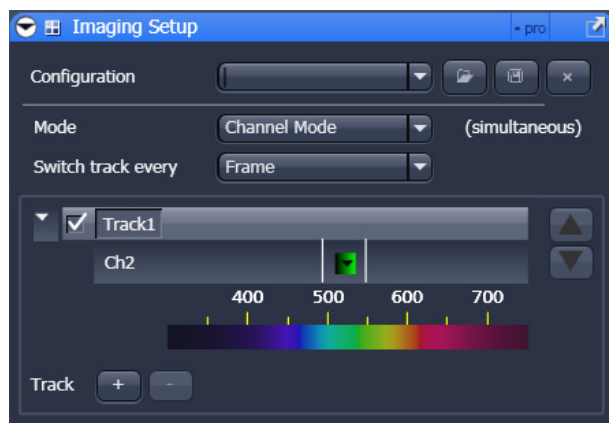 Imaging Setup
• pro
Configuration
Mode
Channel Mode
(simultaneous)
Switch track every
Frame
Track1
Ch2
400 500 600 700
Track
+
-